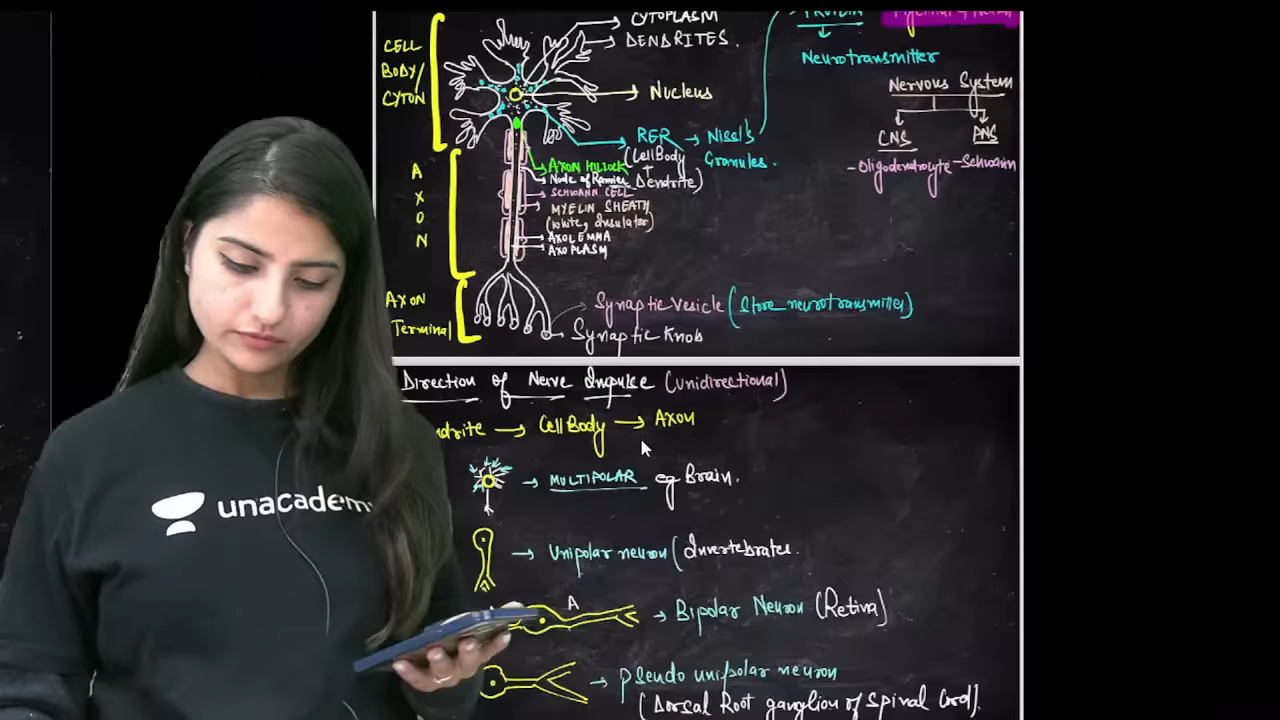 CYTOPLASM
DENDRITES.
CELL
BODY/
CYTON
Nucleus
Neurotransmitter
Nervous System
CNS
PNS
-Oligodendrocyte
-Schwann
RER → Nissl's
(Cell Body
+
Dendrite)
Granules.
AXON HILLOCK
Node of Ranvier
SCHWANN CELL
MYELIN SHEATH
(White, Insulator)
AXOLEMMA
AXOPLASM
A
X
O
N
AXON
Terminal
Synaptic Vesicle (Store neurotransmitter)
Synaptic Knob
Direction of Nerve Impulse (Unidirectional)
drite → Cell Body → Axon
→ MULTIPOLAR eg Brain.
→ Unipolar neuron (Invertebrates.
A
→ Bipolar Neuron (Retina)
→ Pseudo unipolar neuron
(Dorsal Root ganglion of Spinal Cord).
unacadem